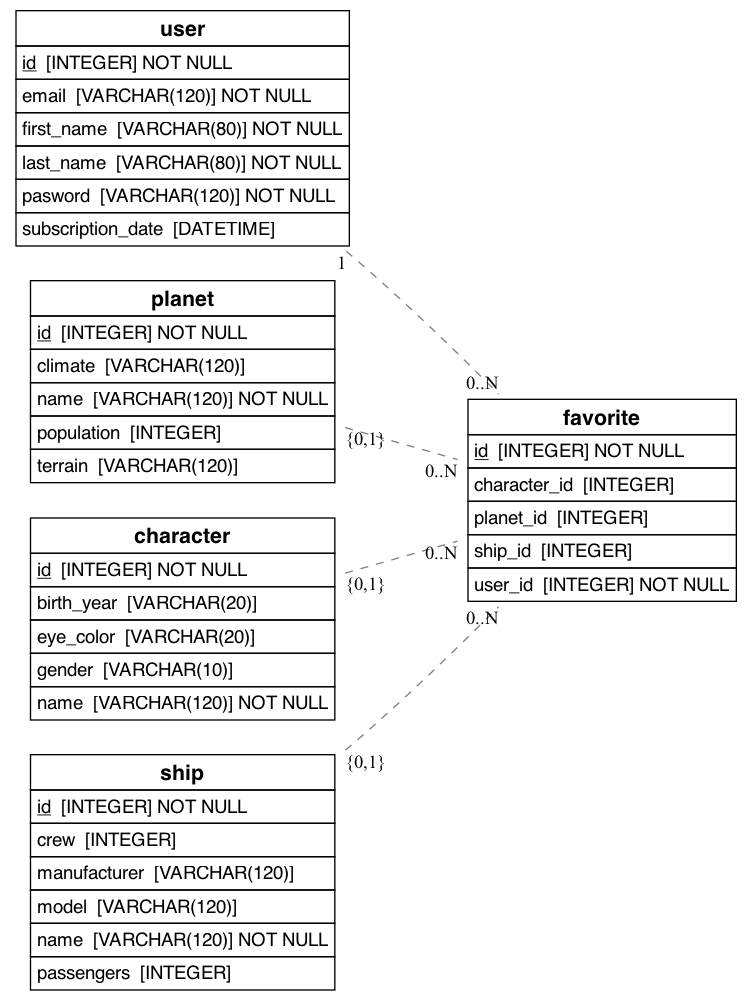 user
id [INTEGER] NOT NULL
email [VARCHAR(120)] NOT NULL
first_name [VARCHAR(80)] NOT NULL
last_name [VARCHAR(80)] NOT NULL
pasword [VARCHAR(120)] NOT NULL
subscription_date [DATETIME]
1
planet
id [INTEGER] NOT NULL
climate [VARCHAR(120)]
name [VARCHAR(120)] NOT NULL
population [INTEGER]
terrain [VARCHAR(120)]
{0,1}
0..N
0..N
favorite
id [INTEGER] NOT NULL
character_id [INTEGER]
planet_id [INTEGER]
ship_id [INTEGER]
user_id [INTEGER] NOT NULL
character
id [INTEGER] NOT NULL
birth_year [VARCHAR(20)]
eye_color [VARCHAR(20)]
gender [VARCHAR(10)]
name [VARCHAR(120)] NOT NULL
0..N
{0,1}
0..N
ship
id [INTEGER] NOT NULL
crew [INTEGER]
manufacturer [VARCHAR(120)]
model [VARCHAR(120)]
name [VARCHAR(120)] NOT NULL
passengers [INTEGER]
{0,1}